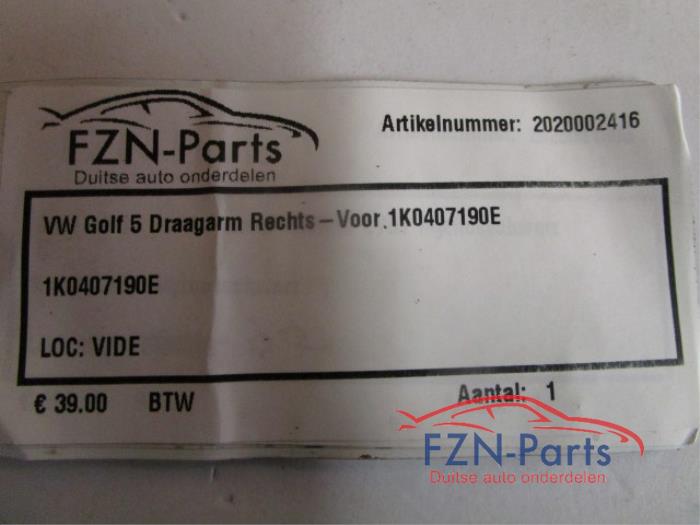 FZN-Parts
Duitse auto onderdelen
Artikelnummer: 2020002416
VW Golf 5 Draagarm Rechts-Voor 1K0407190E
1K0407190E
LOC: VIDE
€ 39.00 BTW Aantal: 1
FZN-Parts
Duitse auto onderdelen